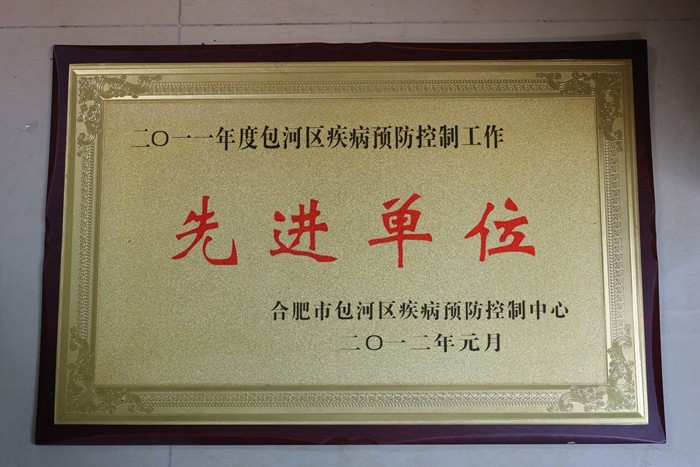 二〇一一年度包河区疾病预防控制工作
先进单位
合肥市包河区疾病预防控制中心
二〇一二年元月